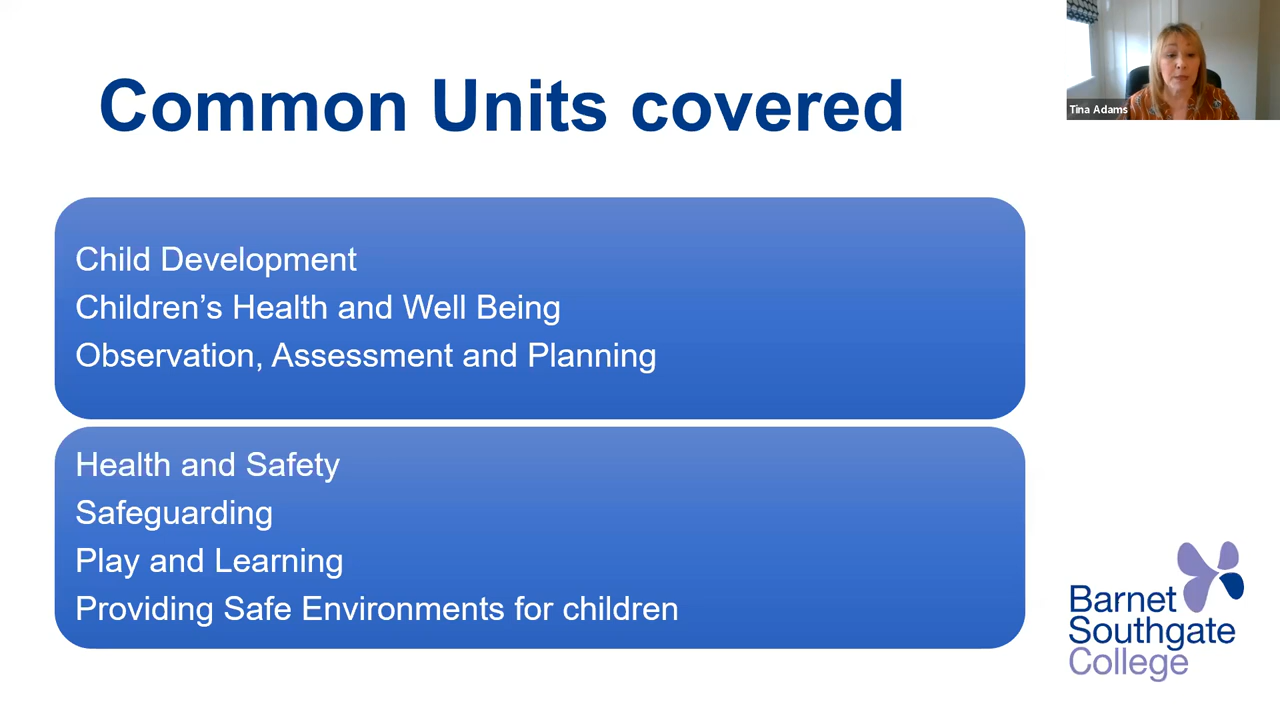 Common Units covered
Tina Adams
Child Development
Children’s Health and Well Being
Observation, Assessment and Planning
Health and Safety
Safeguarding
Play and Learning
Providing Safe Environments for children
Barnet
Southgate
College